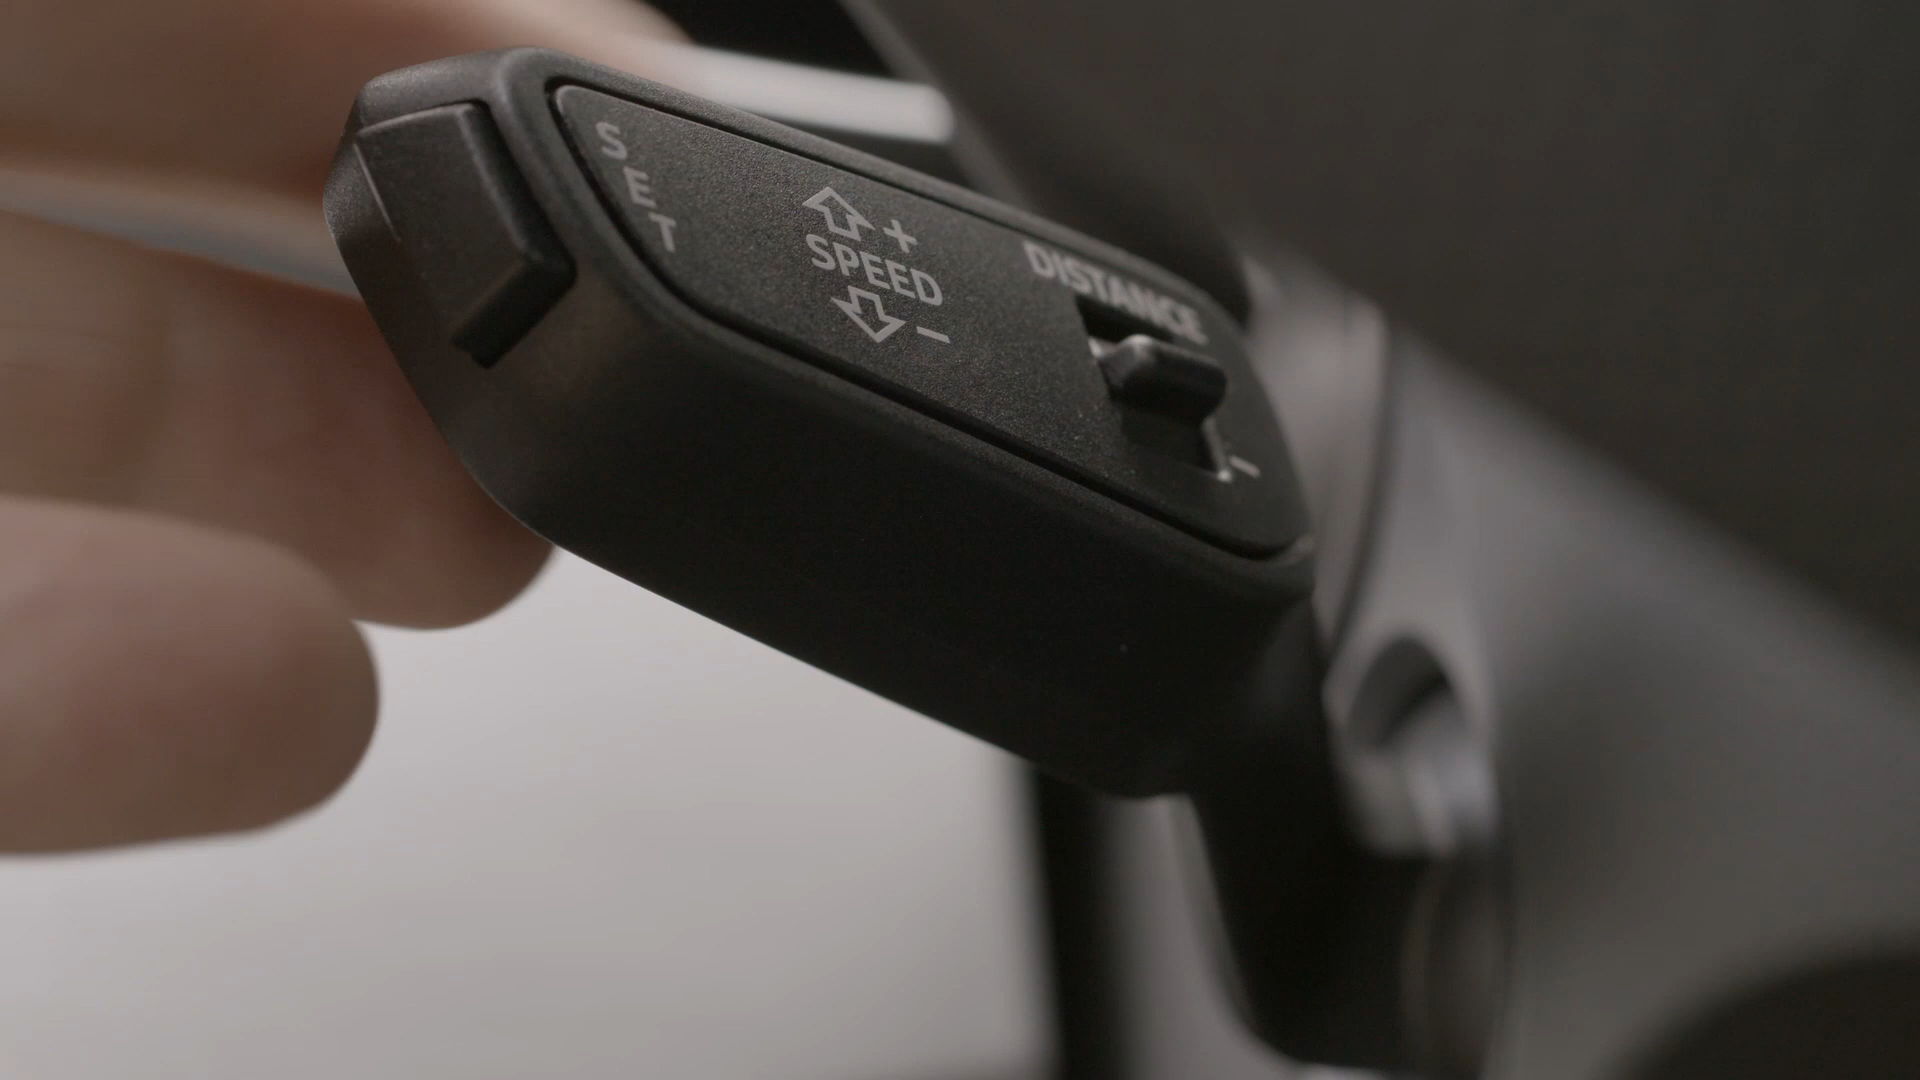 SET
+
SPEED
–
DISTANCE
–